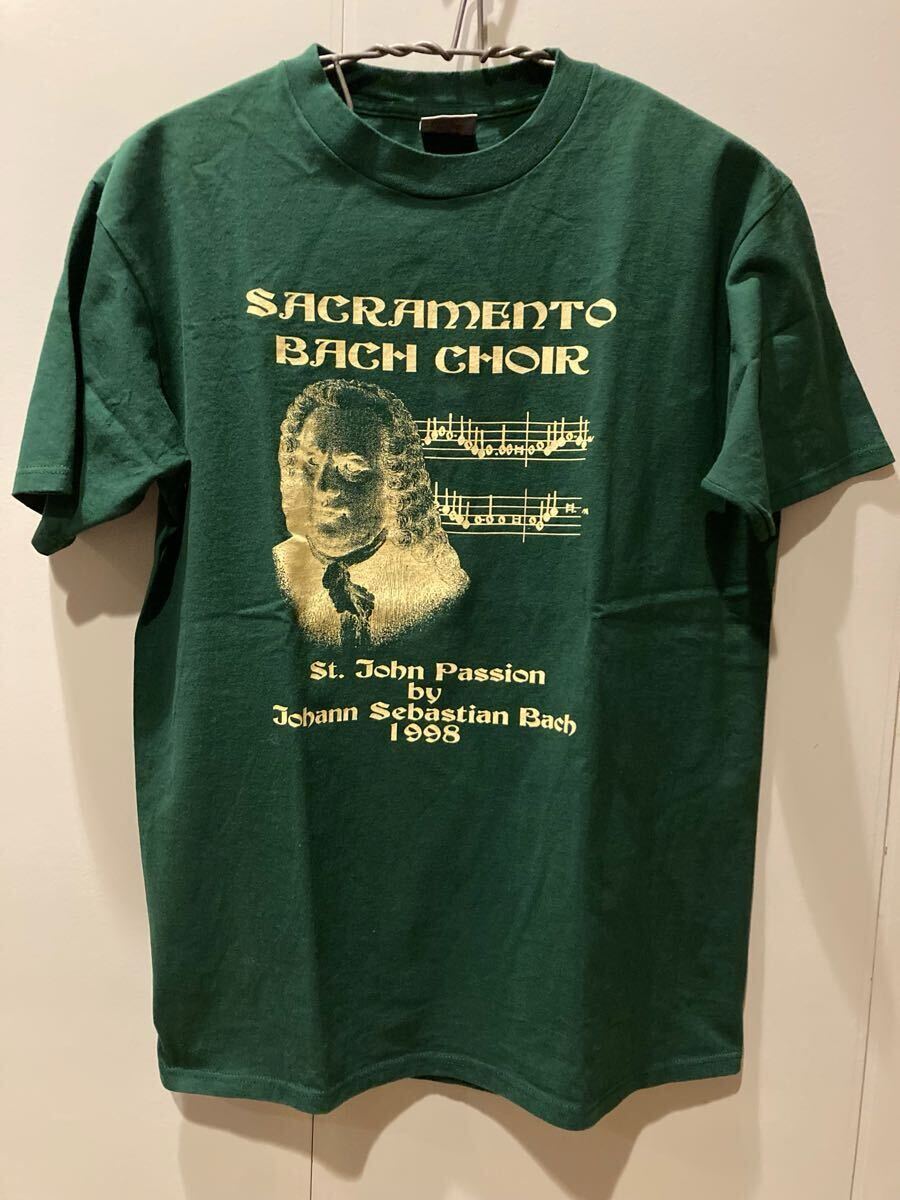 SACRAMENTO
BACH CHOIR
St. John Passion
by
Johann Sebastian Bach
1998